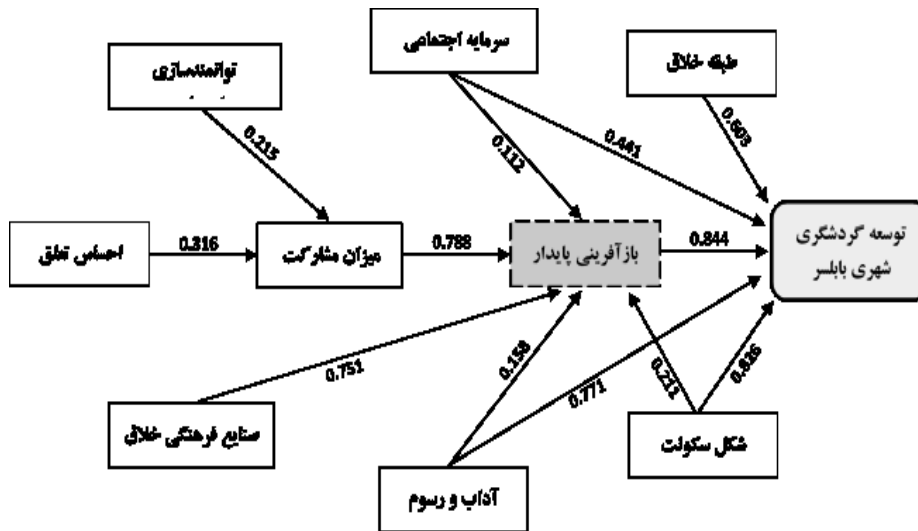 سرمایه اجتماعی
طبقه خلاق
توانمندسازی
0.215
0.112
0.441
0.603
احساس تعلق
0.316
میزان مشارکت
0.788
بازآفرینی پایدار
0.844
توسعه گردشگری
شهری بابلسر
0.751
0.158
0.771
0.211
0.826
صنایع فرهنگی خلاق
آداب و رسوم
شکل سکونت